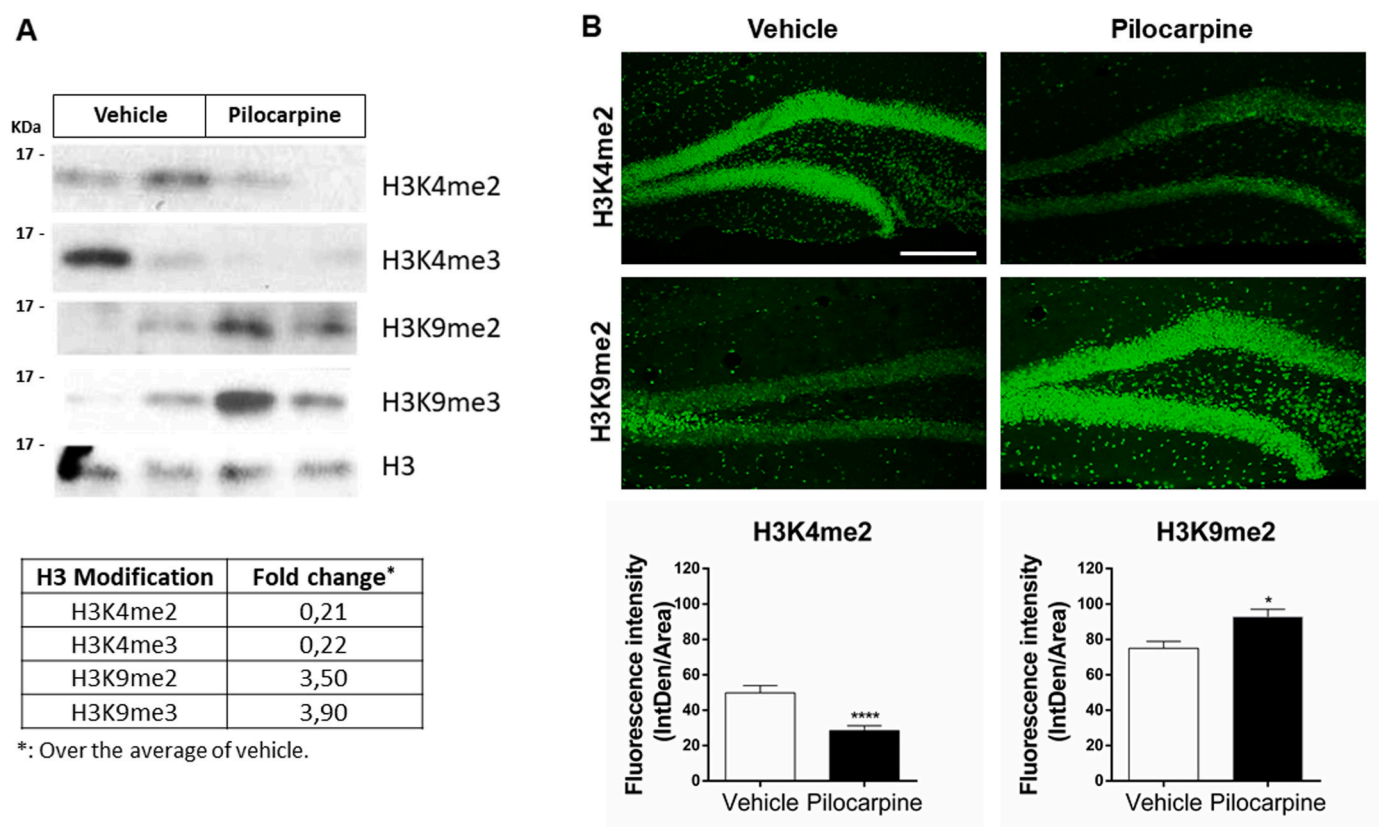 A
Vehicle Pilocarpine
KDa
17 -
H3K4me2
17 -
H3K4me3
17 -
H3K9me2
17 -
H3K9me3
17 -
H3
H3 Modification Fold change*
H3K4me2 0,21
H3K4me3 0,22
H3K9me2 3,50
H3K9me3 3,90
*: Over the average of vehicle.
B
Vehicle Pilocarpine
H3K4me2
H3K9me2
H3K4me2
Fluorescence intensity
(IntDen/Area)
120
100
80
60
40
20
0
****
Vehicle Pilocarpine
H3K9me2
Fluorescence intensity
(IntDen/Area)
120
100
80
60
40
20
0
*
Vehicle Pilocarpine